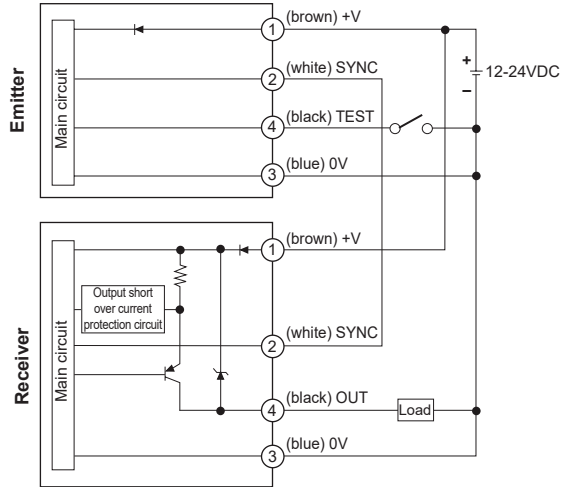 Emitter
Main circuit
1 (brown) +V
2 (white) SYNC
4 (black) TEST
3 (blue) 0V
+
12-24VDC
−
Receiver
Main circuit
Output short
over current
protection circuit
1 (brown) +V
2 (white) SYNC
4 (black) OUT
Load
3 (blue) 0V